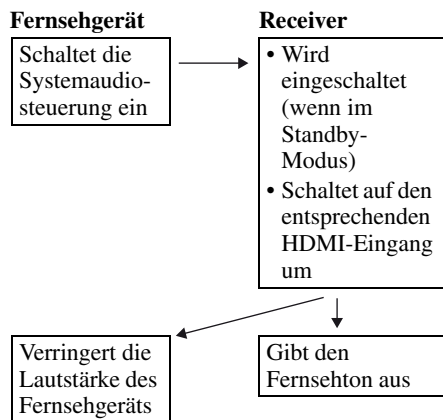 Fernsehgerät
Schaltet die
Systemaudio-
steuerung ein
Receiver
• Wird
eingeschaltet
(wenn im
Standby-
Modus)
• Schaltet auf den
entsprechenden
HDMI-Eingang
um
Verringert die
Lautstärke des
Fernsehgeräts
Gibt den
Fernsehton aus